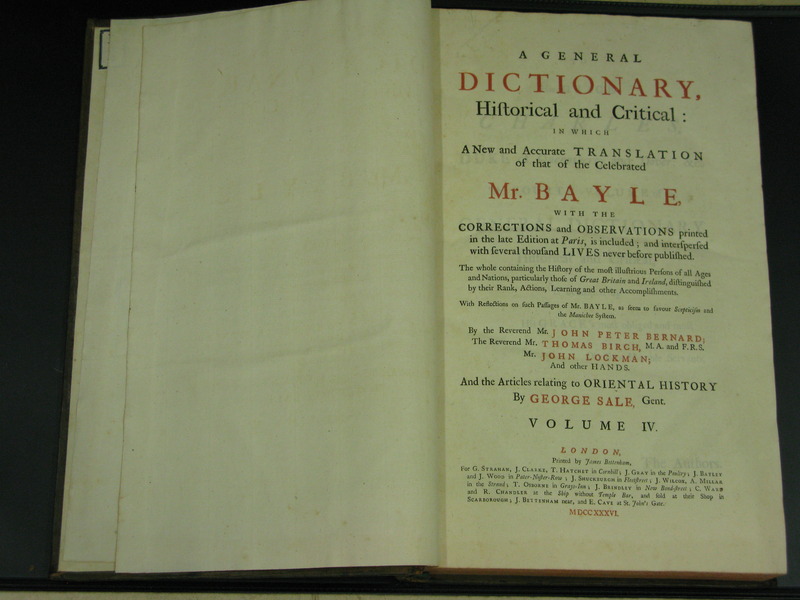 A GENERAL
DICTIONARY,
Hiſtorical and Critical:
IN WHICH
A New and Accurate TRANSLATION
of that of the Celebrated
Mr. BAYLE,
WITH THE
CORRECTIONS and OBSERVATIONS printed
in the late Edition at Paris, is included; and interſperſed
with ſeveral thouſand LIVES never before publiſhed.
The whole containing the Hiſtory of the moſt illuſtrious Perſons of all Ages
and Nations, particularly thoſe of Great Britain and Ireland, diſtinguiſhed
by their Rank, Actions, Learning and other Accompliſhments.
With Reflections on ſuch Paſſages of Mr. BAYLE, as ſeem to favour Scepticiſm and
the Manichee Syſtem.
By the Reverend Mr. JOHN PETER BERNARD;
The Reverend Mr. THOMAS BIRCH, M.A. and F.R.S.
Mr. JOHN LOCKMAN;
And other HANDS.
And the Articles relating to ORIENTAL HISTORY
By GEORGE SALE, Gent.
VOLUME IV.
LONDON,
Printed by James Bettenham,
For G. STRAHAN, J. CLARKE, T. HATCHET in Cornhill; J. GRAY in the Poultry; J. BATLEY
and J. WOOD in Pater-Noſter-Row; J. SHUCKBURGH in Fleetſtreet; J. WILCOX, A. MILLAR
in the Strand; T. OSBORNE in Grays-Inn; J. BRINDLEY in New Bond-ſtreet; C. WARD
and R. CHANDLER at the Ship without Temple Bar, and ſold at their Shop in
SCARBOROUGH; J. BETTENHAM near, and E. CAVE at St. John's Gate.
MDCCXXXVI.